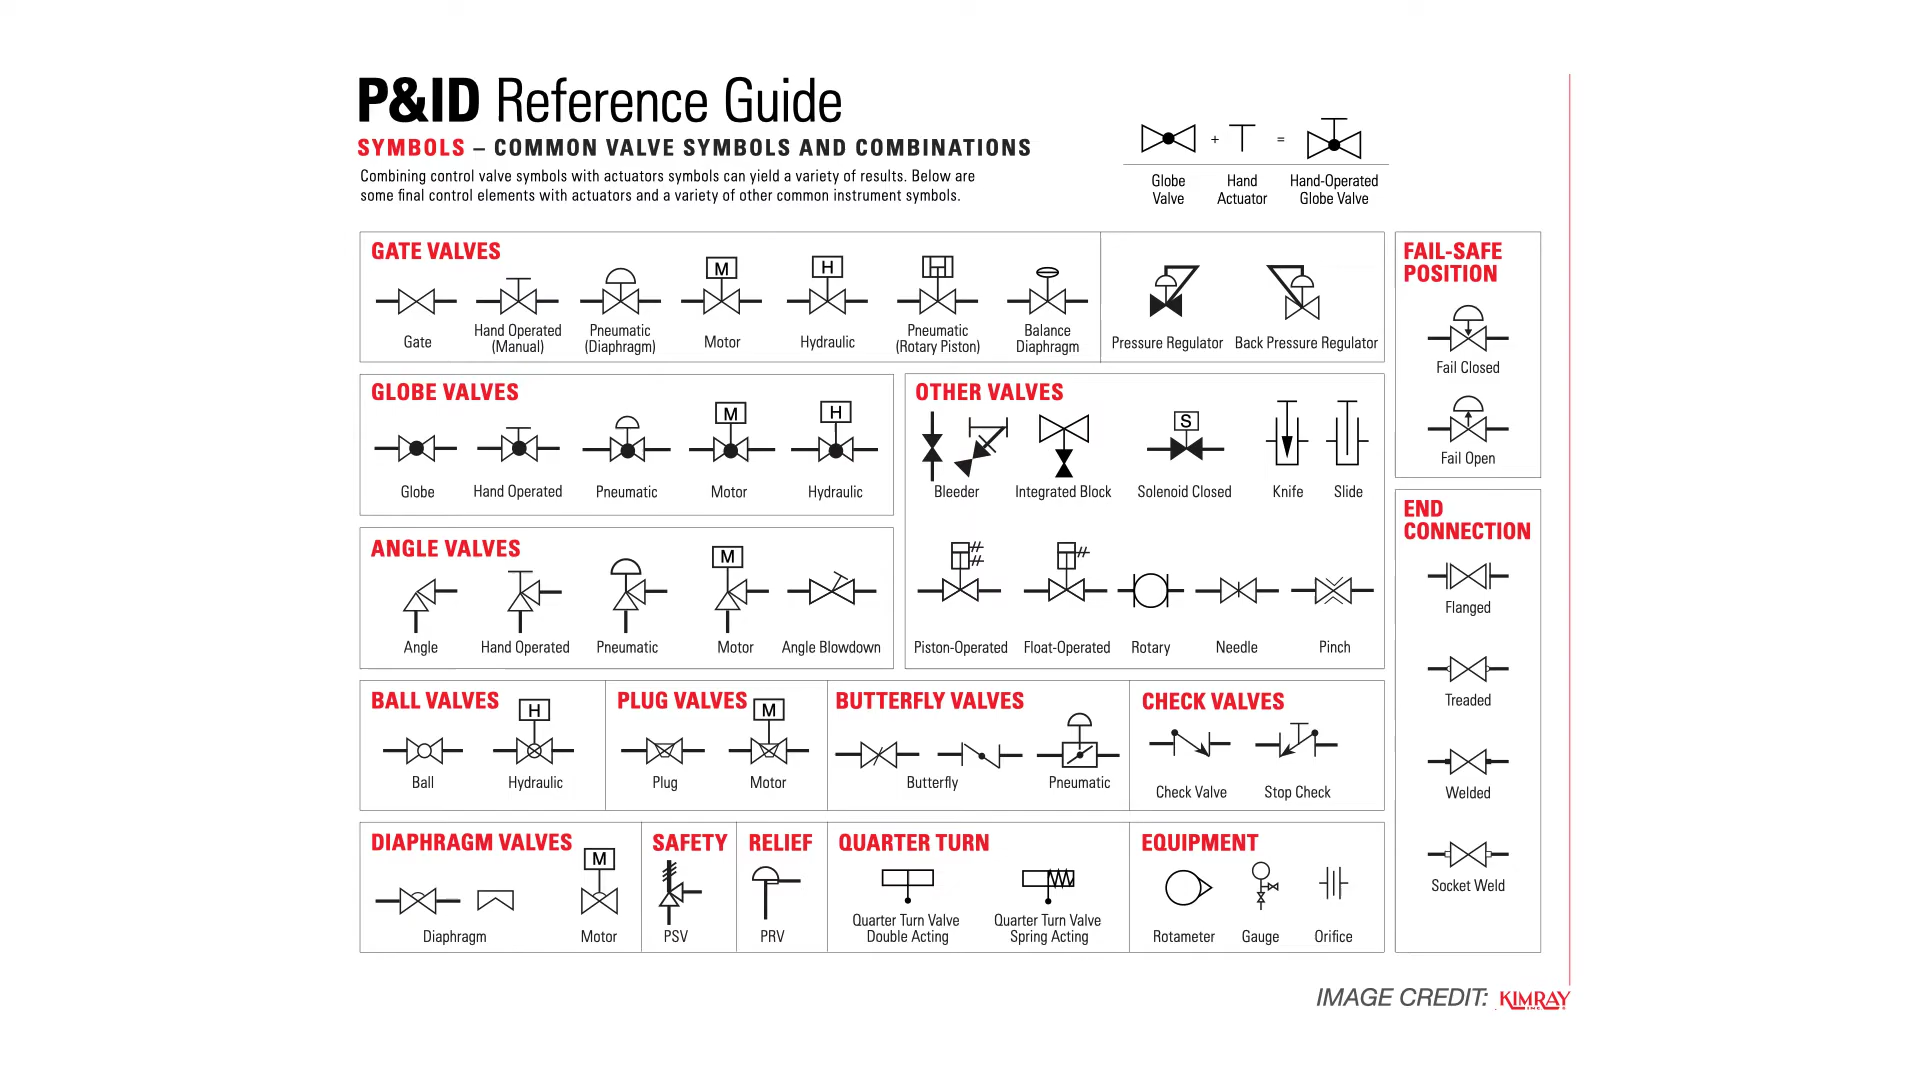 P&ID Reference Guide
SYMBOLS – COMMON VALVE SYMBOLS AND COMBINATIONS
Combining control valve symbols with actuators symbols can yield a variety of results. Below are
some final control elements with actuators and a variety of other common instrument symbols.
+ =
Globe
Valve
Hand
Actuator
Hand-Operated
Globe Valve
GATE VALVES
M
H
H
Gate
Hand Operated
(Manual)
Pneumatic
(Diaphragm)
Motor
Hydraulic
Pneumatic
(Rotary Piston)
Balance
Diaphragm
Pressure Regulator
Back Pressure Regulator
FAIL-SAFE
POSITION
Fail Closed
Fail Open
GLOBE VALVES
M
H
Globe
Hand Operated
Pneumatic
Motor
Hydraulic
OTHER VALVES
S
Bleeder
Integrated Block
Solenoid Closed
Knife
Slide
Piston-Operated
Float-Operated
Rotary
Needle
Pinch
END
CONNECTION
Flanged
Treaded
Welded
Socket Weld
ANGLE VALVES
M
Angle
Hand Operated
Pneumatic
Motor
Angle Blowdown
BALL VALVES
H
Ball
Hydraulic
PLUG VALVES
M
Plug
Motor
BUTTERFLY VALVES
Butterfly
Pneumatic
CHECK VALVES
Check Valve
Stop Check
DIAPHRAGM VALVES
M
Diaphragm
Motor
SAFETY
PSV
RELIEF
PRV
QUARTER TURN
Quarter Turn Valve
Double Acting
Quarter Turn Valve
Spring Acting
EQUIPMENT
Rotameter
Gauge
Orifice
IMAGE CREDIT: KIMRAY
INC